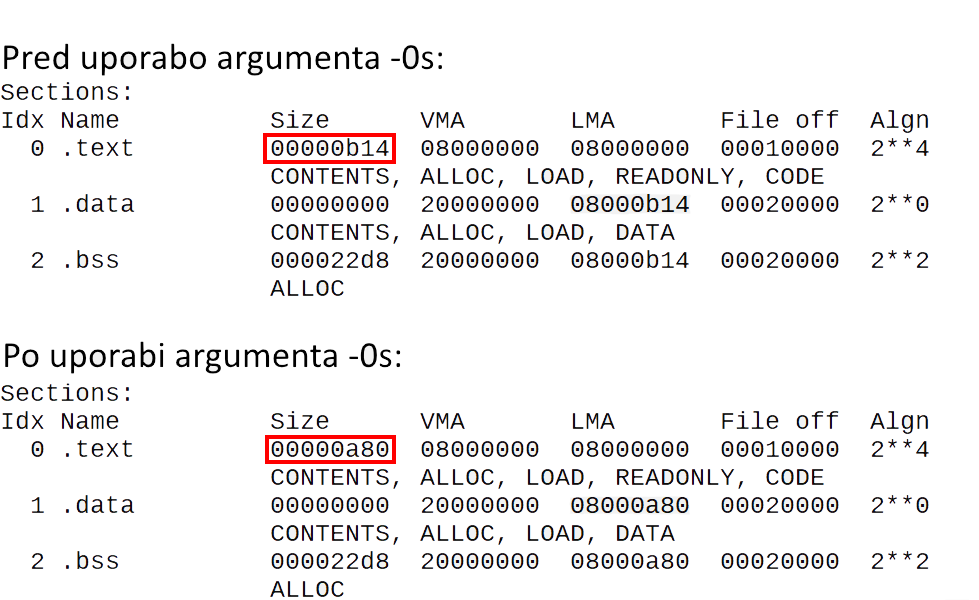 Pred uporabo argumenta -0s:
Sections:
Idx Name          Size      VMA       LMA       File off  Algn
  0 .text         00000b14  08000000  08000000  00010000  2**4
                  CONTENTS, ALLOC, LOAD, READONLY, CODE
  1 .data         00000000  20000000  08000b14  00020000  2**0
                  CONTENTS, ALLOC, LOAD, DATA
  2 .bss          000022d8  20000000  08000b14  00020000  2**2
                  ALLOC
Po uporabi argumenta -0s:
Sections:
Idx Name          Size      VMA       LMA       File off  Algn
  0 .text         00000a80  08000000  08000000  00010000  2**4
                  CONTENTS, ALLOC, LOAD, READONLY, CODE
  1 .data         00000000  20000000  08000a80  00020000  2**0
                  CONTENTS, ALLOC, LOAD, DATA
  2 .bss          000022d8  20000000  08000a80  00020000  2**2
                  ALLOC